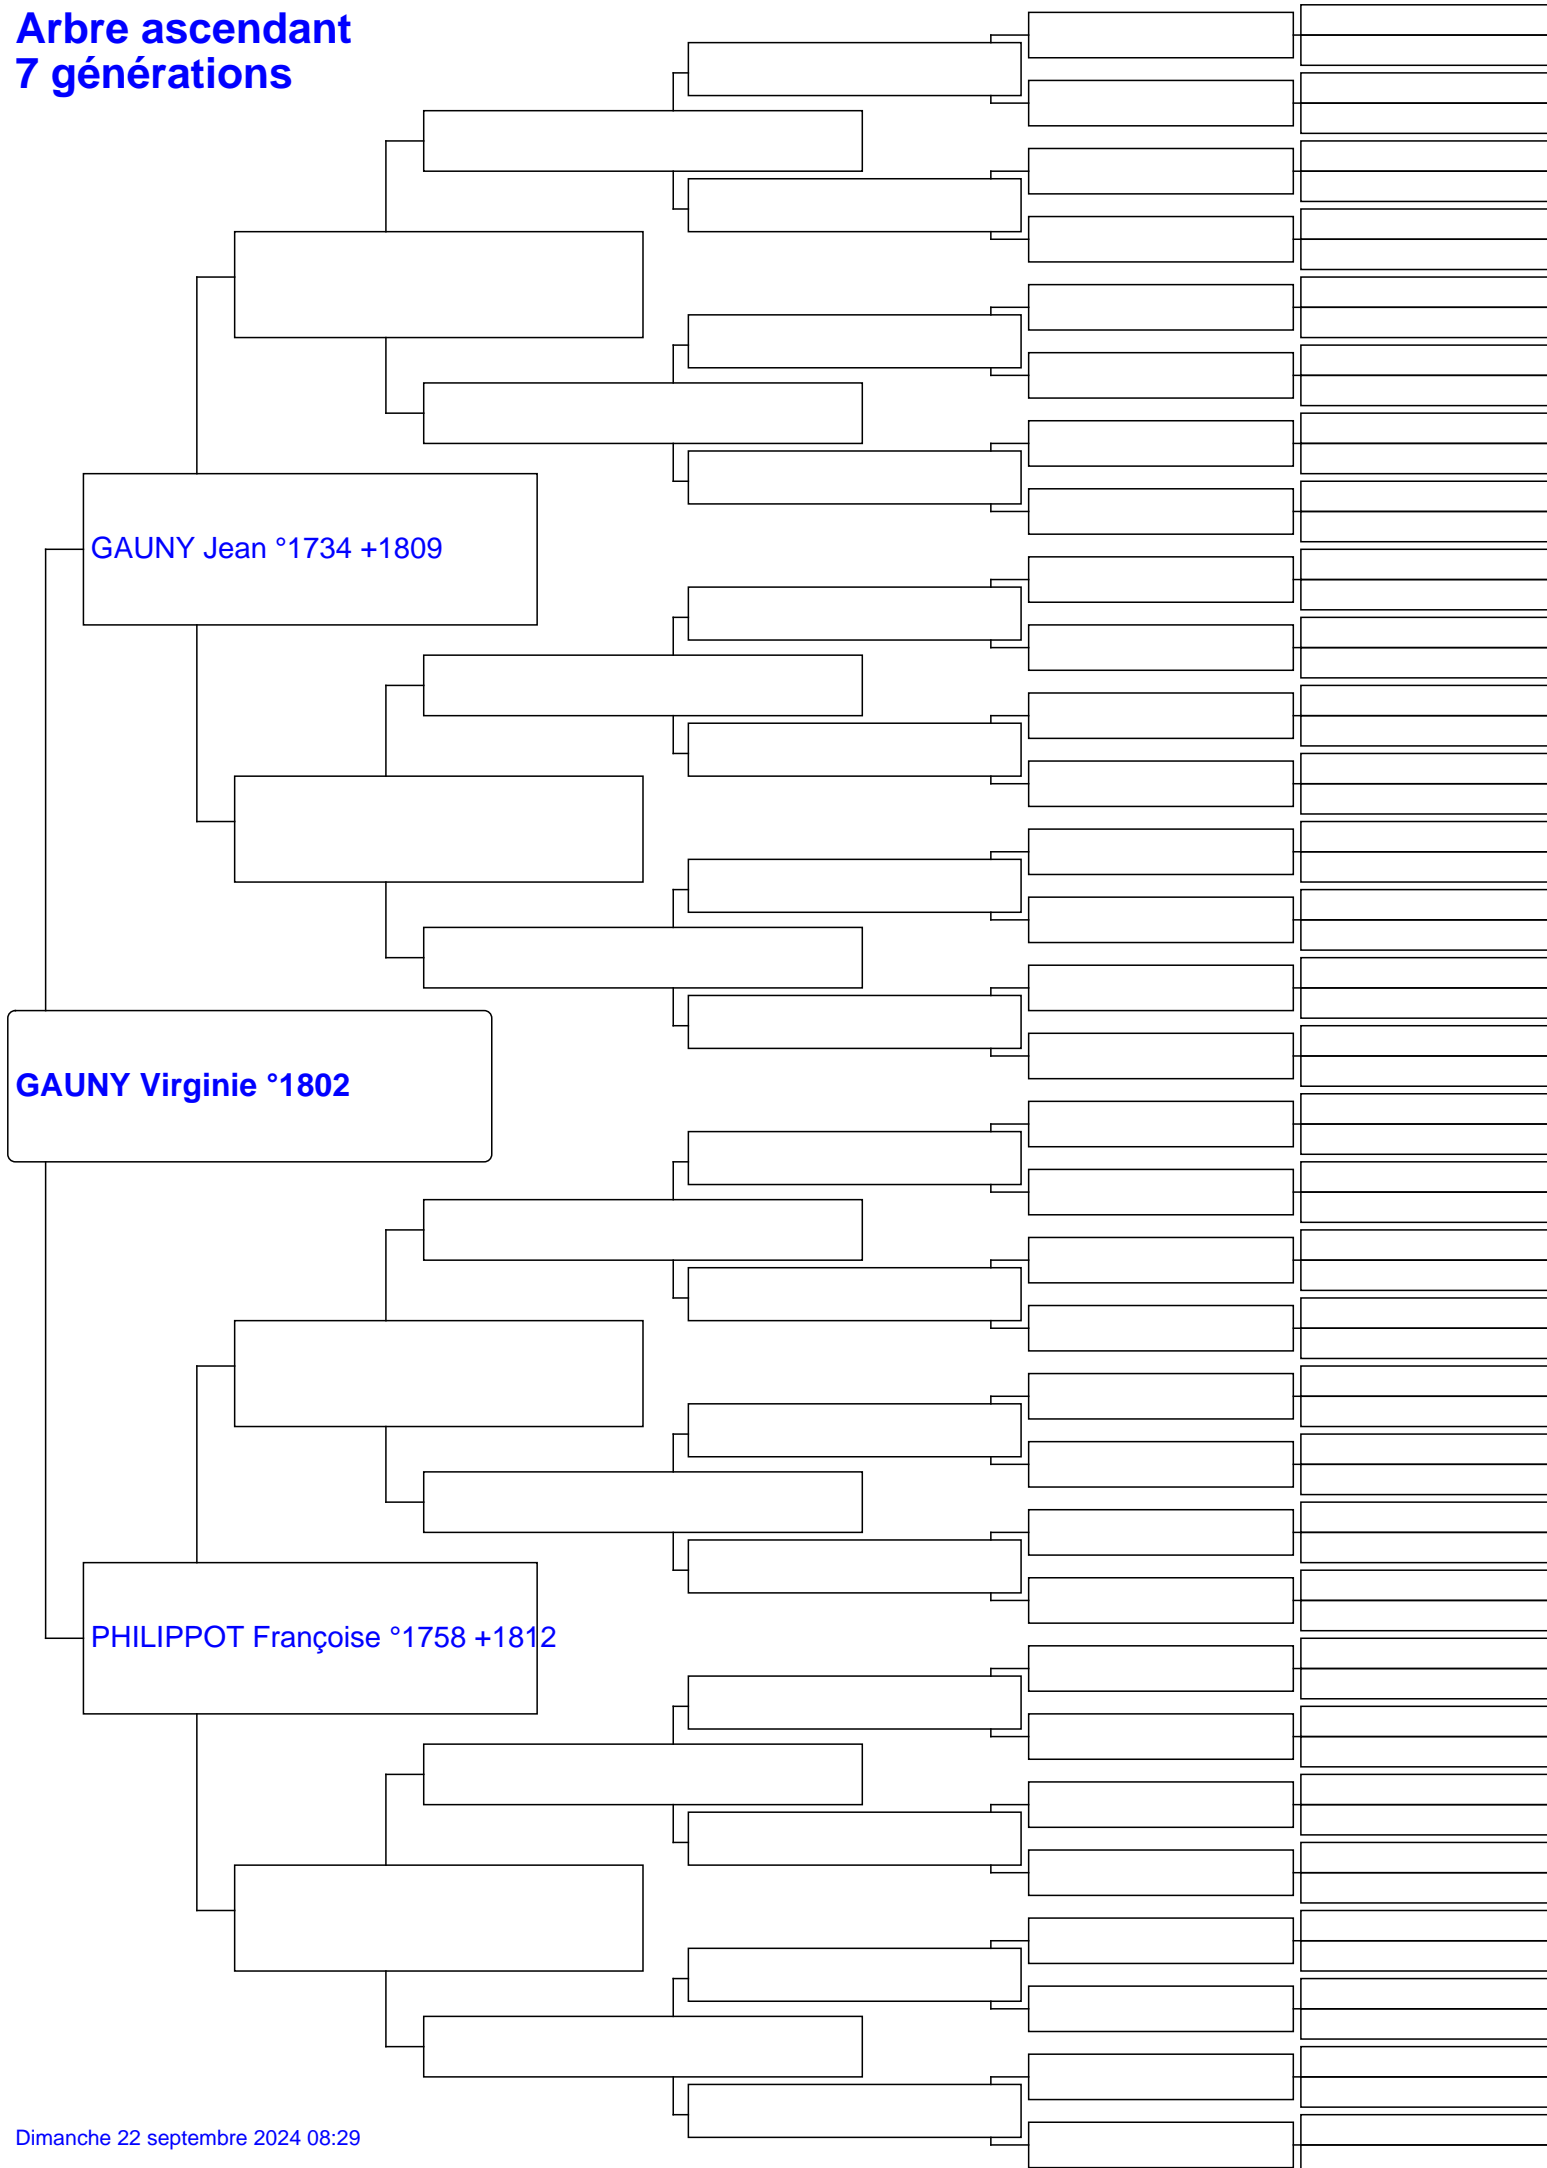 Arbre ascendant
7 générations
GAUNY Jean °1734 +1809
GAUNY Virginie °1802
PHILIPPOT Françoise °1758 +1812
Dimanche 22 septembre 2024 08:29